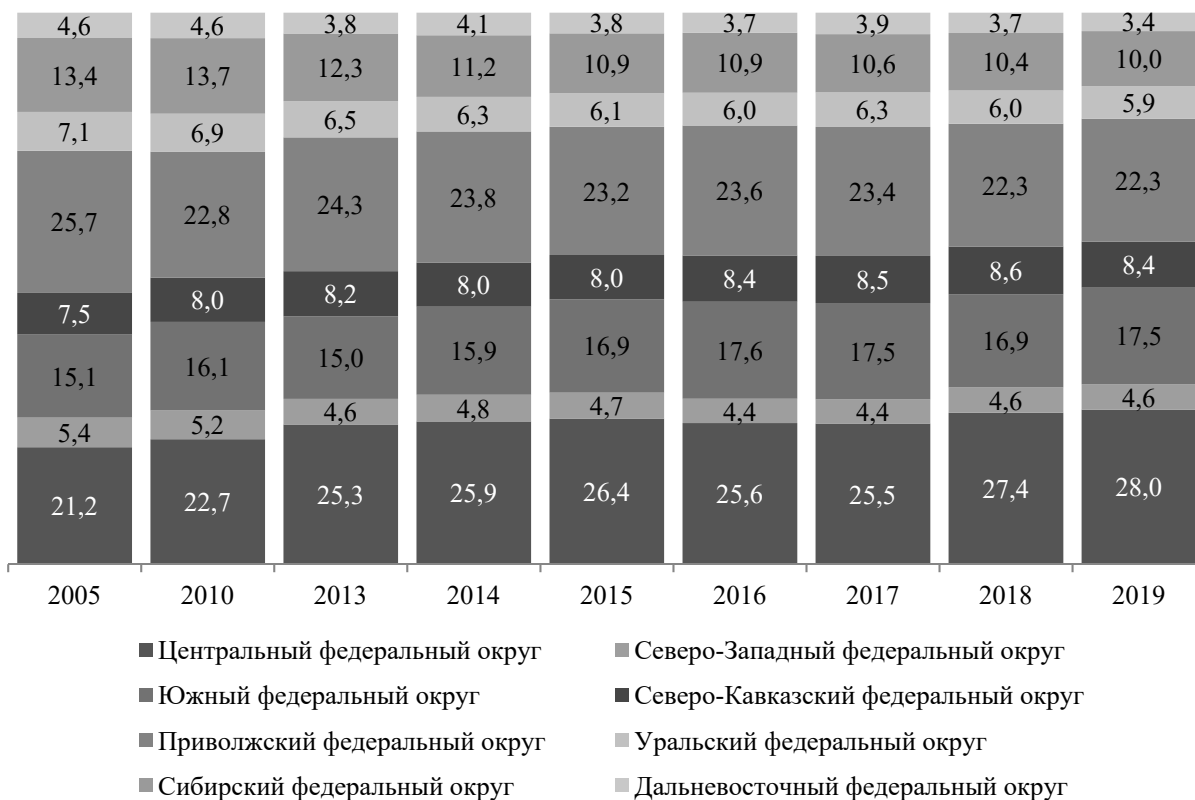 4,6 4,6 3,8 4,1 3,8 3,7 3,9 3,7 3,4
13,4 13,7 12,3 11,2 10,9 10,9 10,6 10,4 10,0
7,1 6,9 6,5 6,3 6,1 6,0 6,3 6,0 5,9
25,7 22,8 24,3 23,8 23,2 23,6 23,4 22,3 22,3
7,5 8,0 8,2 8,0 8,0 8,4 8,5 8,6 8,4
15,1 16,1 15,0 15,9 16,9 17,6 17,5 16,9 17,5
5,4 5,2 4,6 4,8 4,7 4,4 4,4 4,6 4,6
21,2 22,7 25,3 25,9 26,4 25,6 25,5 27,4 28,0
2005 2010 2013 2014 2015 2016 2017 2018 2019
Центральный федеральный округ Северо-Западный федеральный округ
Южный федеральный округ Северо-Кавказский федеральный округ
Приволжский федеральный округ Уральский федеральный округ
Сибирский федеральный округ Дальневосточный федеральный округ